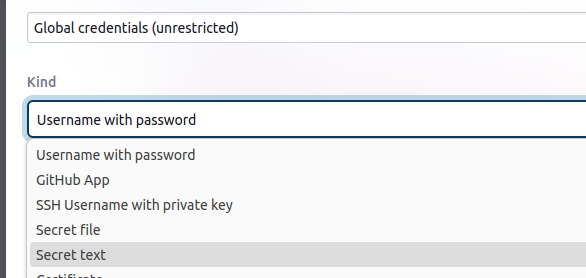 Global credentials (unrestricted)
Kind
Username with password
Username with password
GitHub App
SSH Username with private key
Secret file
Secret text
Certificate